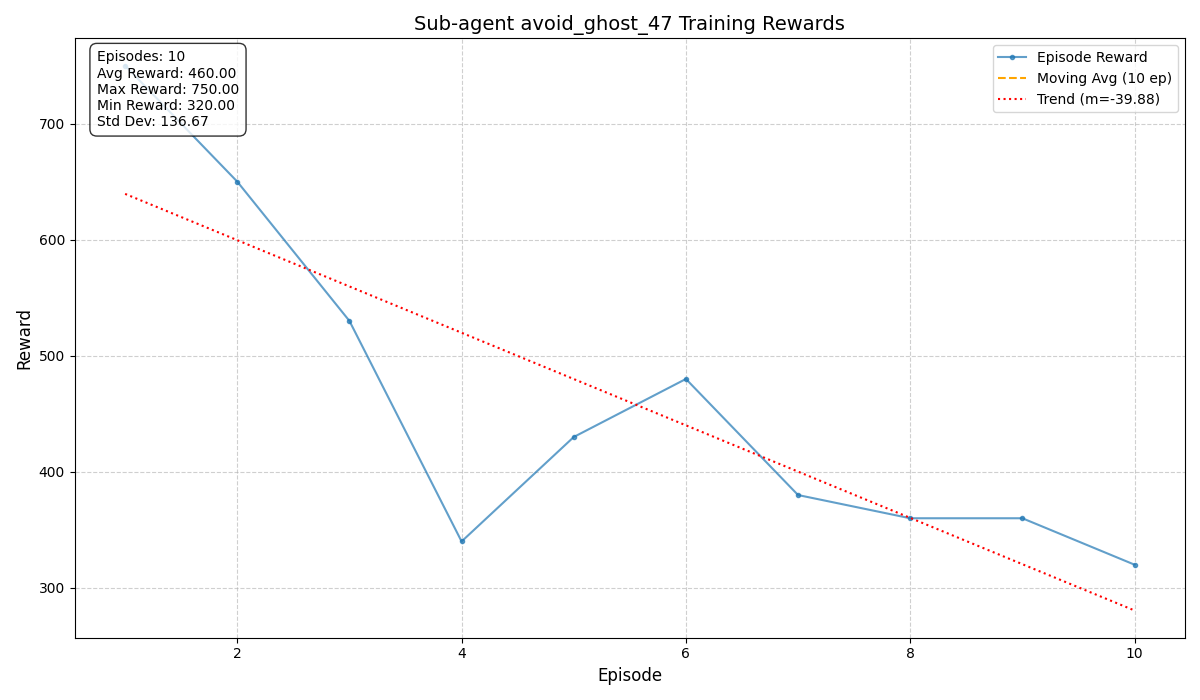 Sub-agent avoid_ghost_47 Training Rewards
Episodes: 10
Avg Reward: 460.00
Max Reward: 750.00
Min Reward: 320.00
Std Dev: 136.67
Episode Reward
Moving Avg (10 ep)
Trend (m=-39.88)
Reward
700
600
500
400
300
2 4 6 8 10
Episode